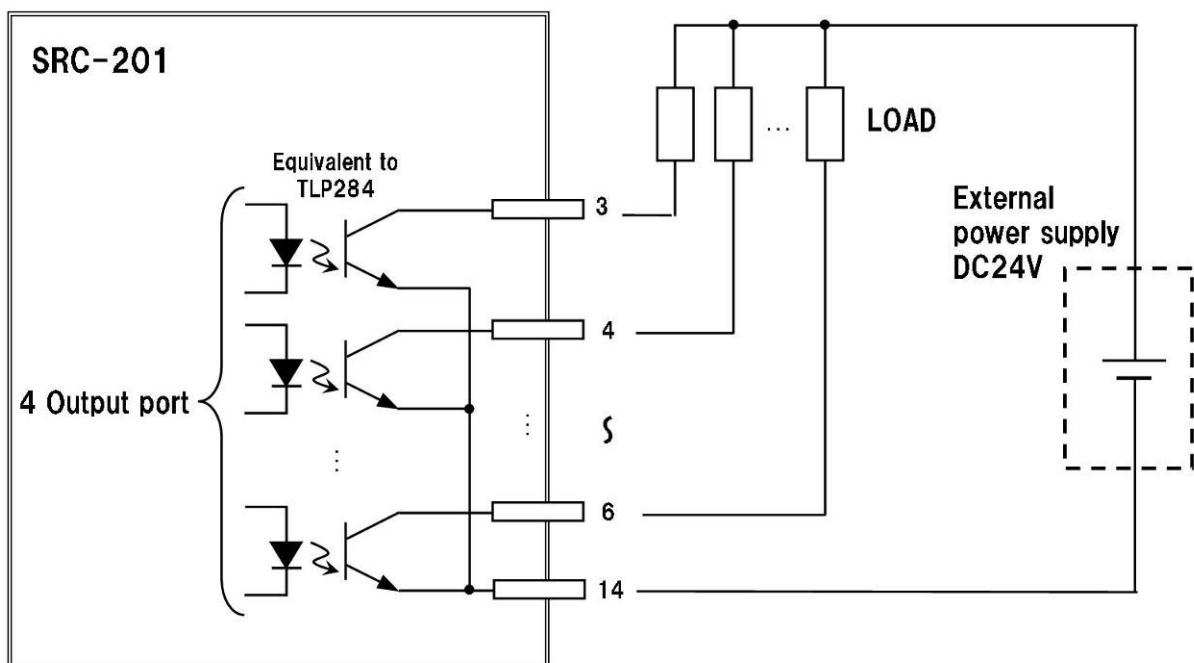 SRC-201
Equivalent to
TLP284
4 Output port
3
4
6
14
...
LOAD
External
power supply
DC24V